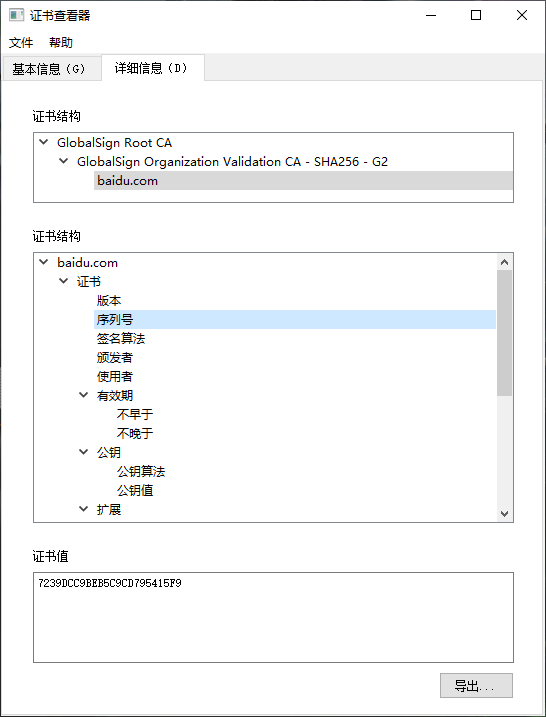 证书查看器
文件 帮助
基本信息（G） 详细信息（D）
证书结构
GlobalSign Root CA
GlobalSign Organization Validation CA - SHA256 - G2
baidu.com
证书结构
baidu.com
证书
版本
序列号
签名算法
颁发者
使用者
有效期
不早于
不晚于
公钥
公钥算法
公钥值
扩展
证书值
7239DCC9BEB5C9CD795415F9
导出...